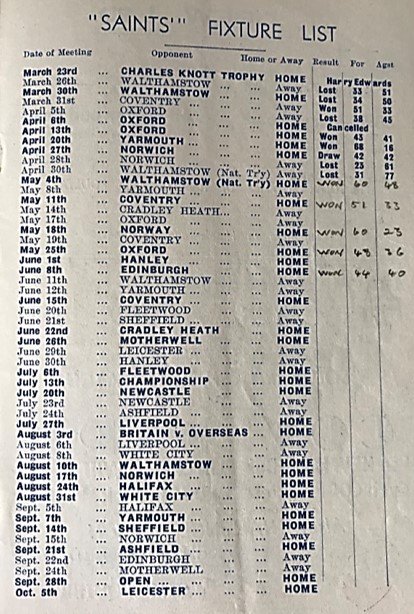 "SAINTS'" FIXTURE LIST
Date of Meeting Opponent Home or Away Result For Agst
March 23rd ... CHARLES KNOTT TROPHY HOME Harry Edwards
March 26th ... WALTHAMSTOW ... ... Away Lost 33 51
March 30th ... WALTHAMSTOW ... ... HOME Lost 34 50
March 31st ... COVENTRY ... ... Away Won 51 33
April 5th ... OXFORD ... ... Away Lost 38 45
April 8th ... OXFORD ... ... HOME Cancelled
April 13th ... OXFORD ... ... HOME Won 43 41
April 20th ... YARMOUTH ... ... HOME Won 68 16
April 27th ... NORWICH ... ... HOME Draw 42 42
April 28th ... NORWICH ... ... Away Lost 23 61
April 30th ... WALTHAMSTOW (Nat. Tr'y) Away Lost 31 77
May 4th ... WALTHAMSTOW (Nat. Tr'y) HOME WON 60 48
May 8th ... YARMOUTH ... ... Away
May 11th ... COVENTRY ... ... HOME WON 51 33
May 14th ... CRADLEY HEATH... ... Away
May 17th ... OXFORD ... ... Away
May 18th ... NORWAY ... ... HOME WON 60 23
May 19th ... COVENTRY ... ... Away
May 25th ... OXFORD ... ... HOME WON 48 36
June 1st ... HANLEY ... ... HOME
June 8th ... EDINBURGH ... ... HOME WON 44 40
June 11th ... WALTHAMSTOW ... ... Away
June 12th ... YARMOUTH ... ... Away
June 15th ... COVENTRY ... ... HOME
June 20th ... FLEETWOOD ... ... Away
June 21st ... SHEFFIELD ... ... Away
June 22nd ... CRADLEY HEATH ... HOME
June 26th ... MOTHERWELL ... ... HOME
June 29th ... LEICESTER ... ... Away
June 30th ... HANLEY ... ... Away
July 6th ... FLEETWOOD ... ... HOME
July 13th ... CHAMPIONSHIP ... ... HOME
July 20th ... NEWCASTLE ... ... HOME
July 23rd ... NEWCASTLE ... ... Away
July 24th ... ASHFIELD ... ... Away
July 27th ... LIVERPOOL ... ... HOME
August 3rd ... BRITAIN v. OVERSEAS ... HOME
August 6th ... LIVERPOOL ... ... Away
August 8th ... WHITE CITY ... ... Away
August 10th ... WALTHAMSTOW ... ... HOME
August 17th ... NORWICH ... ... HOME
August 24th ... HALIFAX ... ... HOME
August 31st ... WHITE CITY ... ... HOME
Sept. 5th ... HALIFAX ... ... Away
Sept. 7th ... YARMOUTH ... ... HOME
Sept. 14th ... SHEFFIELD ... ... HOME
Sept. 15th ... NORWICH ... ... Away
Sept. 21st ... ASHFIELD ... ... HOME
Sept. 22nd ... EDINBURGH ... ... Away
Sept. 24th ... MOTHERWELL ... ... Away
Sept. 28th ... OPEN ... ... HOME
Oct. 5th ... LEICESTER ... ... HOME